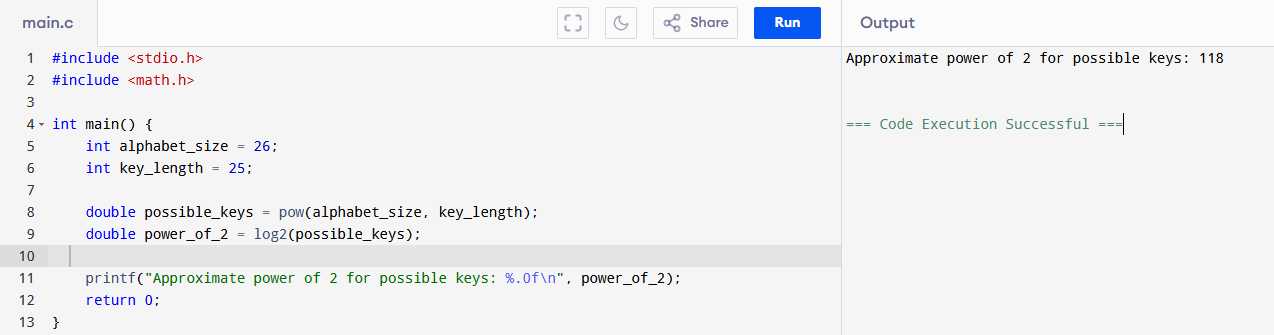 main.c
Share
Run
Output
1 #include <stdio.h>
2 #include <math.h>
3
4 int main() {
5     int alphabet_size = 26;
6     int key_length = 25;
7
8     double possible_keys = pow(alphabet_size, key_length);
9     double power_of_2 = log2(possible_keys);
10
11     printf("Approximate power of 2 for possible keys: %.0f\n", power_of_2);
12     return 0;
13 }
Approximate power of 2 for possible keys: 118
=== Code Execution Successful ===